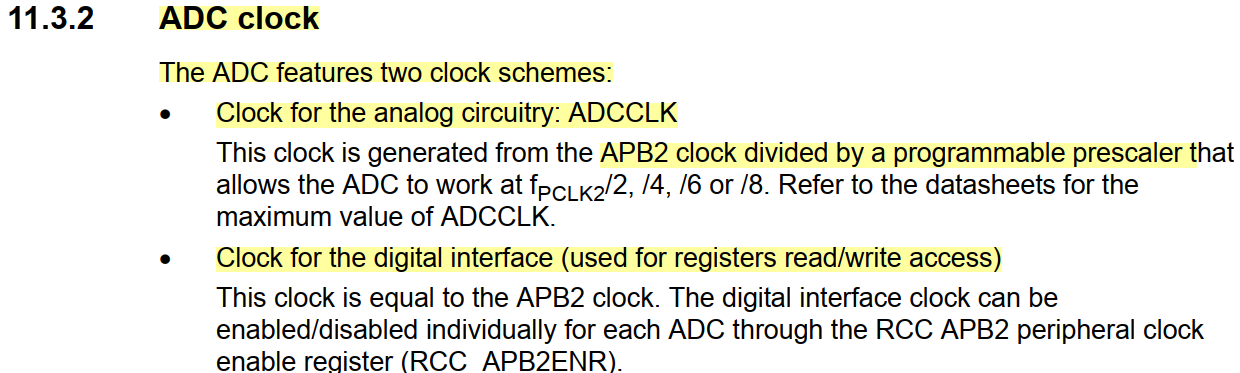 11.3.2 ADC clock
The ADC features two clock schemes:
• Clock for the analog circuitry: ADCCLK
This clock is generated from the APB2 clock divided by a programmable prescaler that
allows the ADC to work at fPCLK2/2, /4, /6 or /8. Refer to the datasheets for the
maximum value of ADCCLK.
• Clock for the digital interface (used for registers read/write access)
This clock is equal to the APB2 clock. The digital interface clock can be
enabled/disabled individually for each ADC through the RCC APB2 peripheral clock
enable register (RCC_APB2ENR).